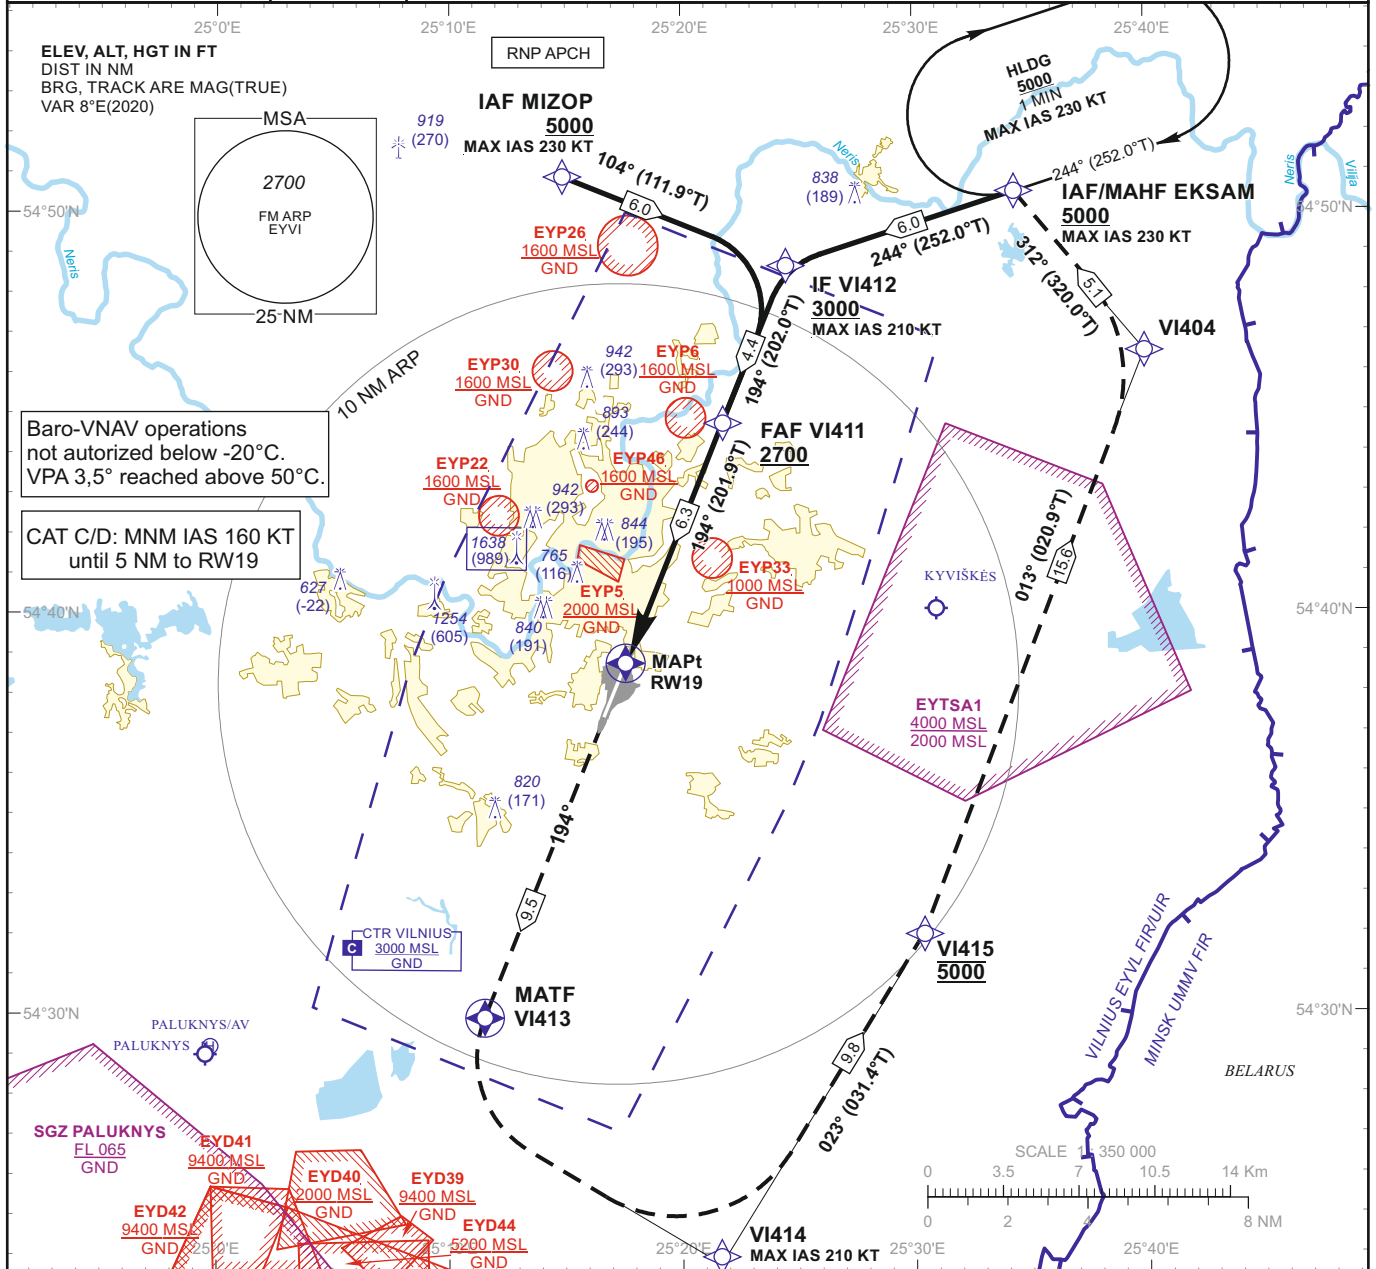 25°0'E
25°10'E
25°20'E
25°30'E
25°40'E
ELEV, ALT, HGT IN FT
DIST IN NM
BRG, TRACK ARE MAG(TRUE)
VAR 8°E(2020)
RNP APCH
MSA
2700
FM ARP
EYVI
25 NM
919
(270)
IAF MIZOP
5000
MAX IAS 230 KT
104° (111.9°T)
6.0
HLDG
5000
1 MIN
MAX IAS 230 KT
244° (252.0°T)
Neris
838
(189)
Neris
Vilija
IAF/MAHF EKSAM
5000
MAX IAS 230 KT
54°50'N
54°50'N
6.0
244° (252.0°T)
312° (320.0°T)
5.1
Neris
EYP26
1600 MSL
GND
IF VI412
3000
MAX IAS 210 KT
VI404
4.4
194° (202.0°T)
10 NM ARP
EYP30
1600 MSL
GND
942
(293)
EYP6
1600 MSL
GND
893
(244)
FAF VI411
2700
Baro-VNAV operations
not autorized below -20°C.
VPA 3,5° reached above 50°C.
EYP22
1600 MSL
GND
EYP46
1600 MSL
GND
942
(293)
844
(195)
6.3
194° (201.9°T)
CAT C/D: MNM IAS 160 KT
until 5 NM to RW19
1638
(989)
765
(116)
EYP33
1000 MSL
GND
EYP5
2000 MSL
GND
KYVIŠKĖS
013° (020.9°T)
15.6
627
(-22)
1254
(605)
840
(191)
54°40'N
54°40'N
MAPt
RW19
EYTSA1
4000 MSL
2000 MSL
820
(171)
194°
9.5
CTR VILNIUS
3000 MSL
GND
C
VI415
5000
MATF
VI413
54°30'N
54°30'N
VILNIUS EYVL FIR/UIR
MINSK UMMV FIR
BELARUS
PALUKNYS/AV
PALUKNYS
9.8
023° (031.4°T)
SGZ PALUKNYS
FL 065
GND
EYD41
9400 MSL
GND
EYD40
2000 MSL
GND
EYD39
9400 MSL
GND
EYD42
9400 MSL
GND
EYD44
5200 MSL
GND
VI414
MAX IAS 210 KT
SCALE 1 : 350 000
0 3.5 7 10.5 14 Km
0 2 4 8 NM
25°0'E
25°10'E
25°20'E
25°30'E
25°40'E